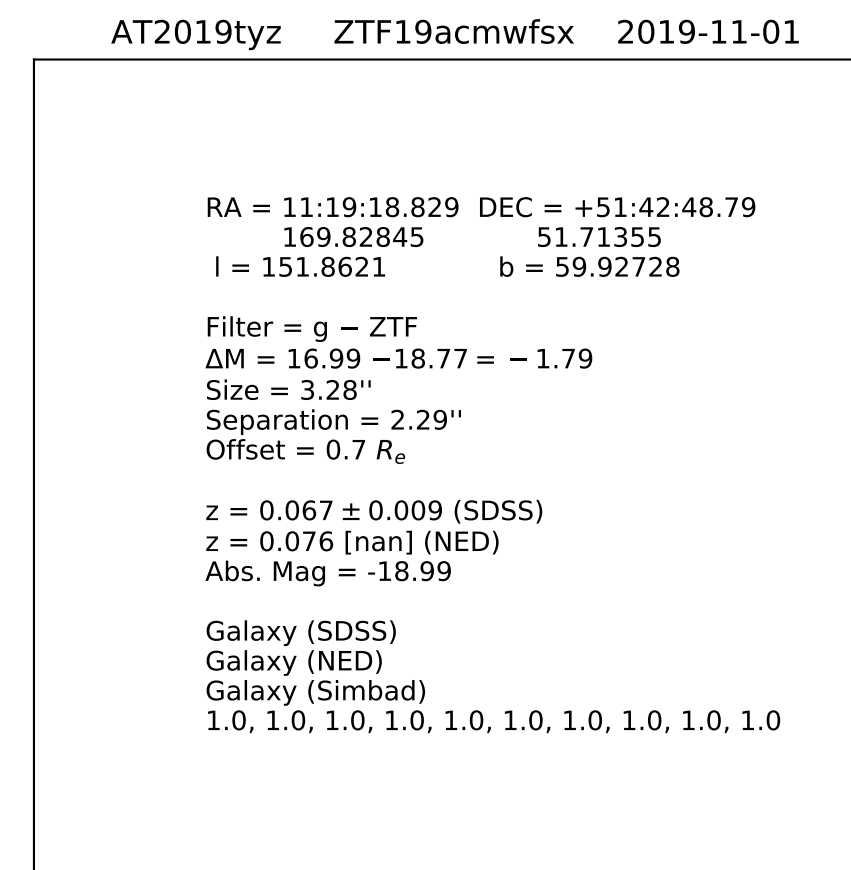 AT2019tyz ZTF19acmwfsx 2019-11-01
RA = 11:19:18.829 DEC = +51:42:48.79
169.82845 51.71355
l = 151.8621 b = 59.92728
Filter = g − ZTF
ΔM = 16.99 −18.77 = − 1.79
Size = 3.28''
Separation = 2.29''
Offset = 0.7 Rₑ
z = 0.067 ± 0.009 (SDSS)
z = 0.076 [nan] (NED)
Abs. Mag = -18.99
Galaxy (SDSS)
Galaxy (NED)
Galaxy (Simbad)
1.0, 1.0, 1.0, 1.0, 1.0, 1.0, 1.0, 1.0, 1.0, 1.0